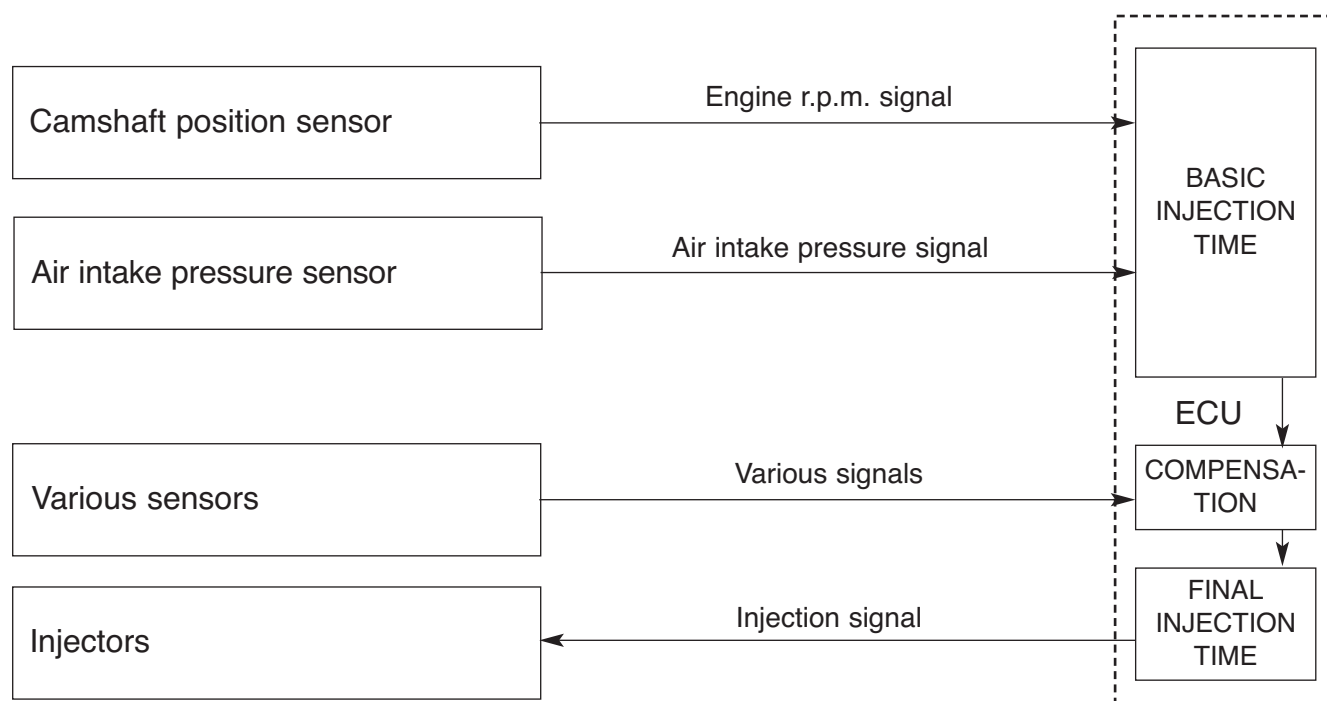 Camshaft position sensor
Engine r.p.m. signal
BASIC
INJECTION
TIME
Air intake pressure sensor
Air intake pressure signal
ECU
Various sensors
Various signals
COMPENSA-
TION
Injectors
Injection signal
FINAL
INJECTION
TIME